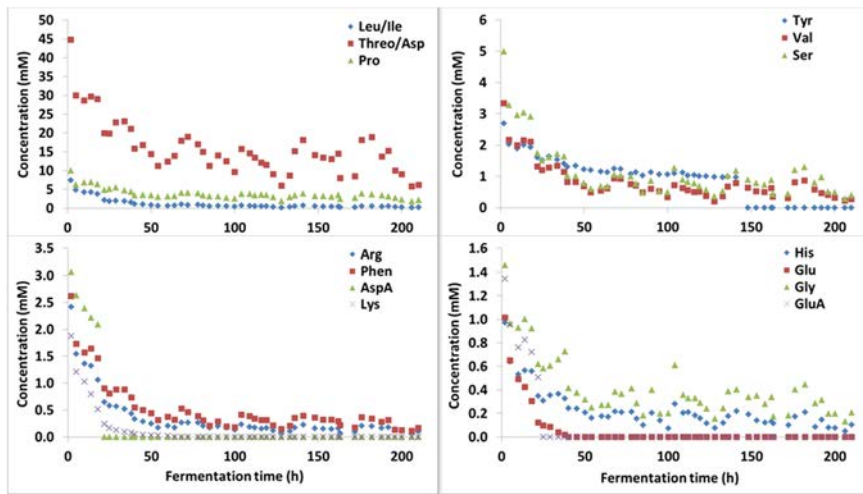 50
45
40
35
30
25
20
15
10
5
0
Concentration (mM)
Leu/Ile
Threo/Asp
Pro
0 50 100 150 200
6
5
4
3
2
1
0
Concentration (mM)
Tyr
Val
Ser
0 50 100 150 200
3.5
3.0
2.5
2.0
1.5
1.0
0.5
0.0
Concentration (mM)
Arg
Phen
AspA
Lys
0 50 100 150 200
Fermentation time (h)
1.6
1.4
1.2
1.0
0.8
0.6
0.4
0.2
0.0
Concentration (mM)
His
Glu
Gly
GluA
0 50 100 150 200
Fermentation time (h)